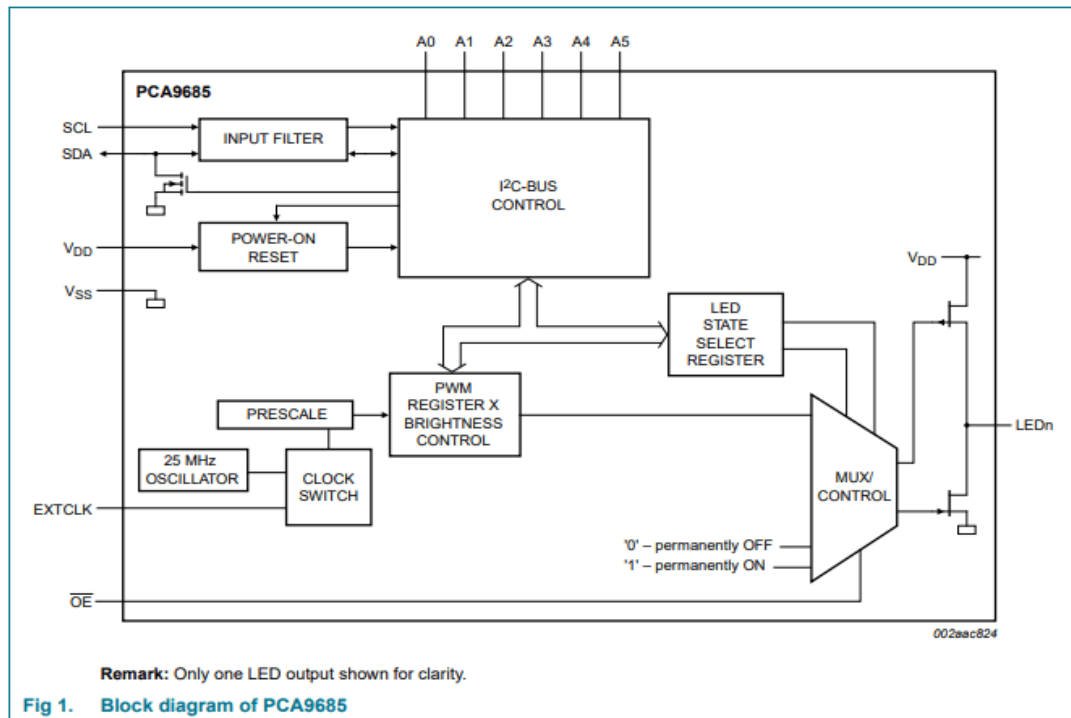 A0 A1 A2 A3 A4 A5
PCA9685
SCL
SDA
INPUT FILTER
I²C-BUS
CONTROL
POWER-ON
RESET
VDD
VSS
VDD
LED
STATE
SELECT
REGISTER
PWM
REGISTER X
BRIGHTNESS
CONTROL
PRESCALE
25 MHz
OSCILLATOR
CLOCK
SWITCH
EXTCLK
MUX/
CONTROL
LEDn
'0' – permanently OFF
'1' – permanently ON
O̅E̅
002aac824
Remark: Only one LED output shown for clarity.
Fig 1. Block diagram of PCA9685